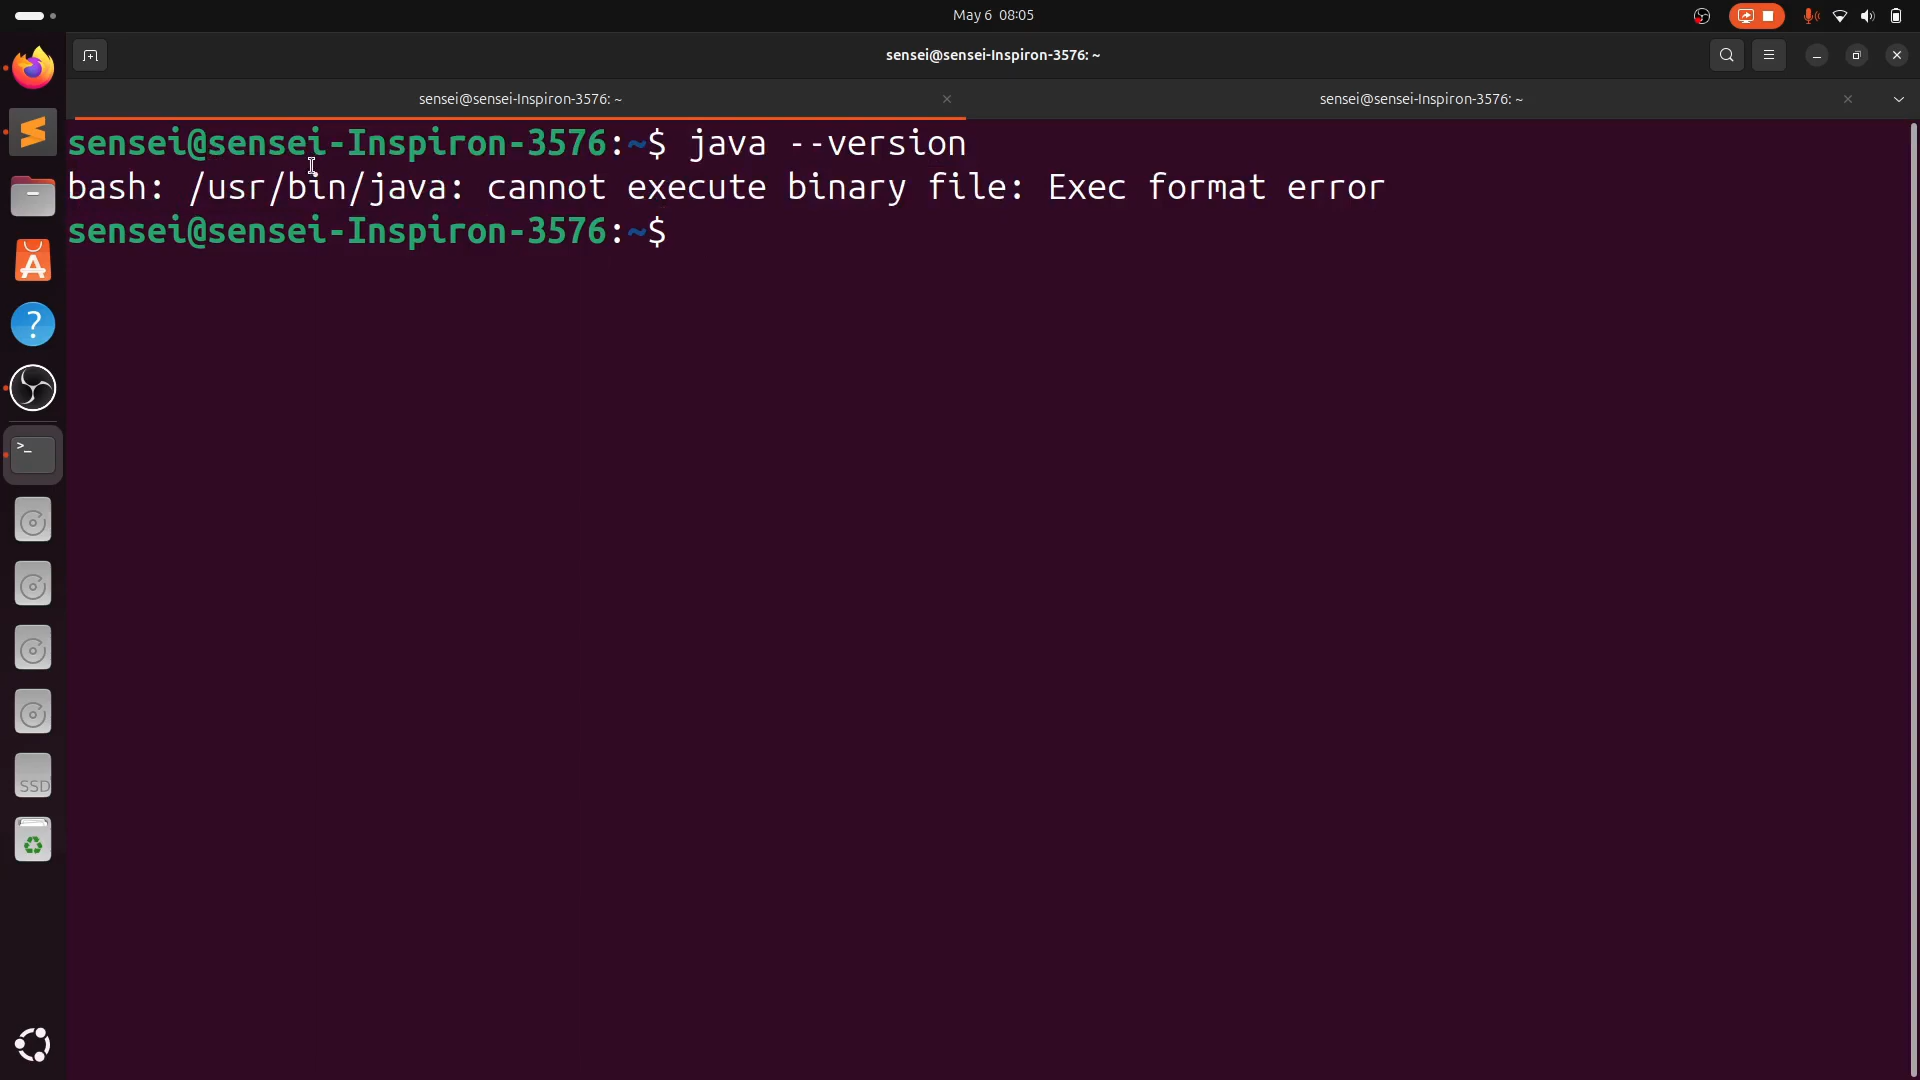 May 6 08:05
sensei@sensei-Inspiron-3576: ~
sensei@sensei-Inspiron-3576: ~
sensei@sensei-Inspiron-3576: ~
sensei@sensei-Inspiron-3576:~$ java --version
bash: /usr/bin/java: cannot execute binary file: Exec format error
sensei@sensei-Inspiron-3576:~$
>_
SSD